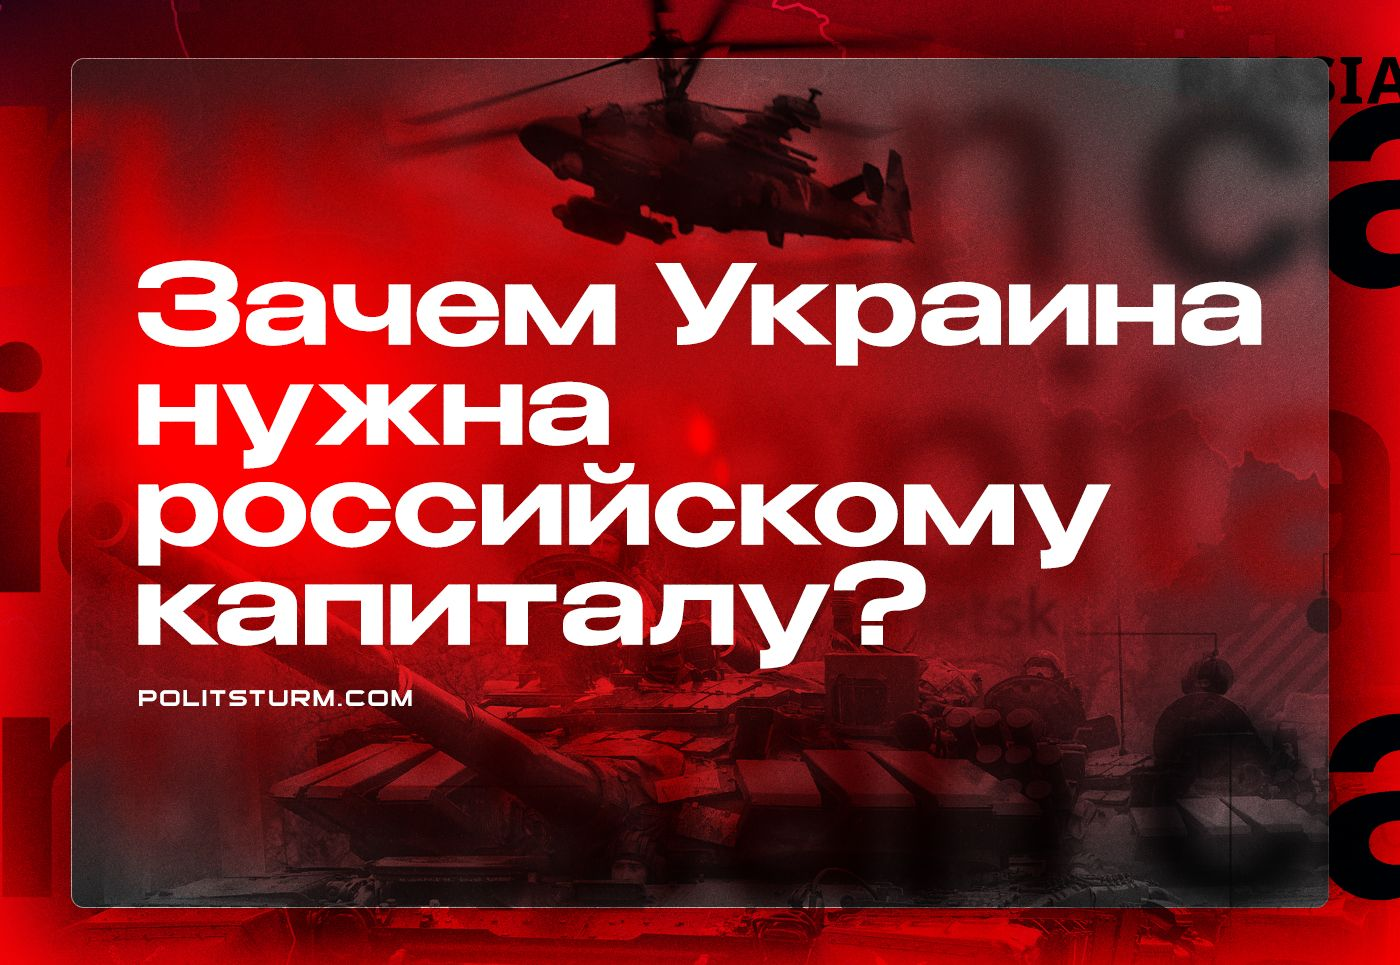 Зачем Украина
нужна
российскому
капиталу?
POLITSTURM.COM